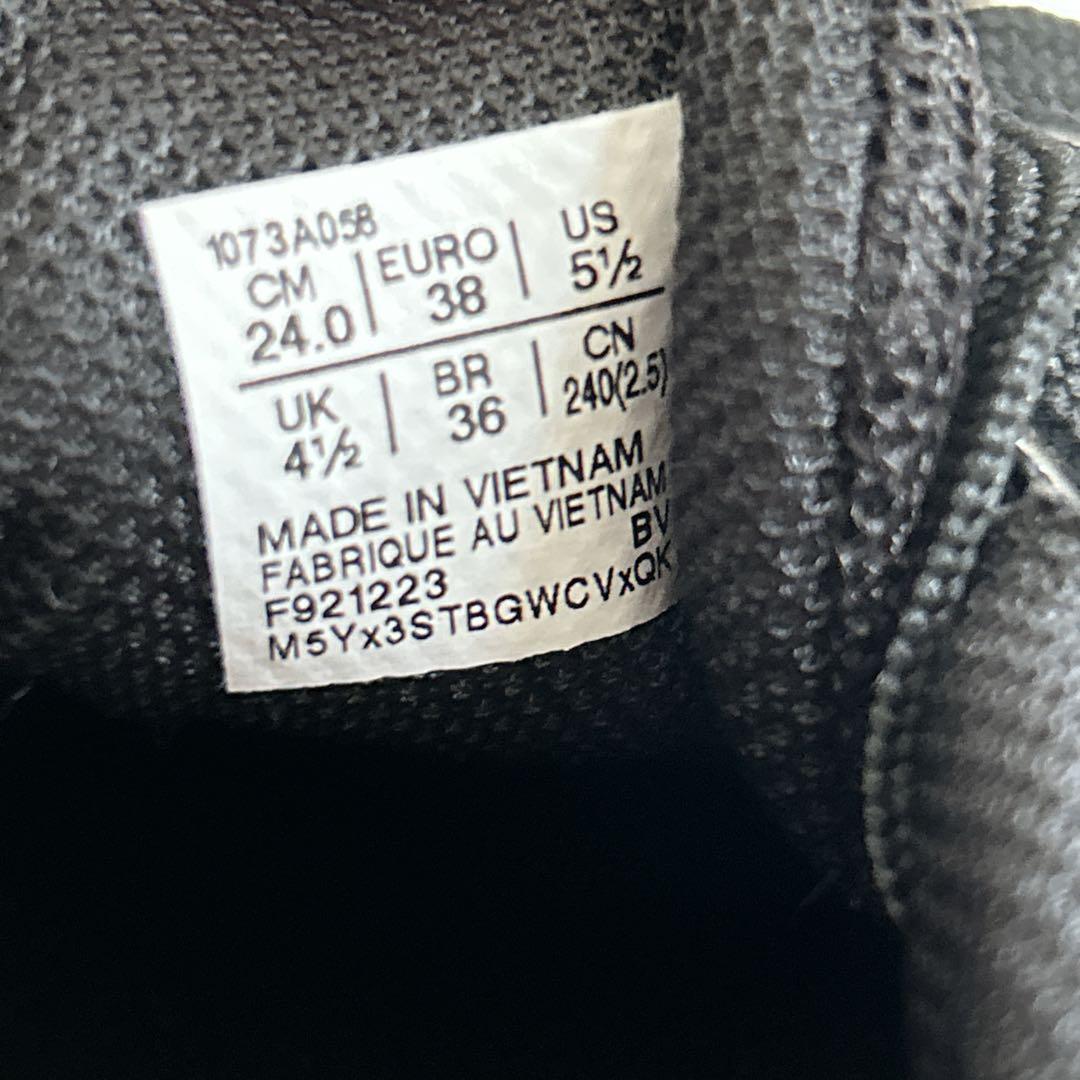 1073A058
CM | EURO | US
24.0 | 38 | 5½
UK | BR | CN
4½ | 36 | 240(2.5)
MADE IN VIETNAM
FABRIQUE AU VIETNAM
F921223 BV
M5Yx3STBGWCVxQK